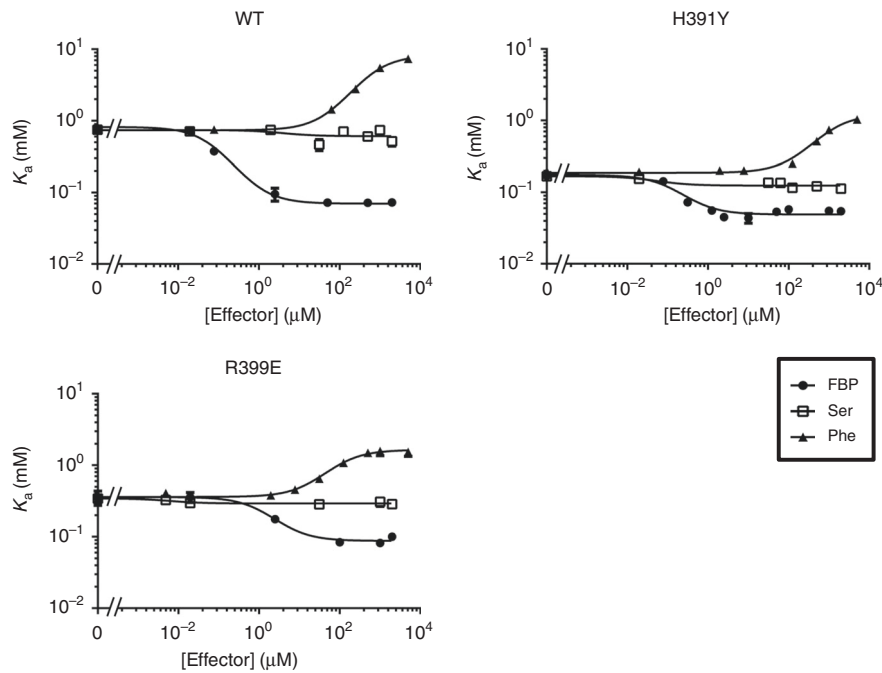 WT
10¹
10⁰
10⁻¹
10⁻²
Kₐ (mM)
0
10⁻²
10⁰
10²
10⁴
[Effector] (μM)
H391Y
10¹
10⁰
10⁻¹
10⁻²
Kₐ (mM)
0
10⁻²
10⁰
10²
10⁴
[Effector] (μM)
R399E
10¹
10⁰
10⁻¹
10⁻²
Kₐ (mM)
0
10⁻²
10⁰
10²
10⁴
[Effector] (μM)
FBP
Ser
Phe